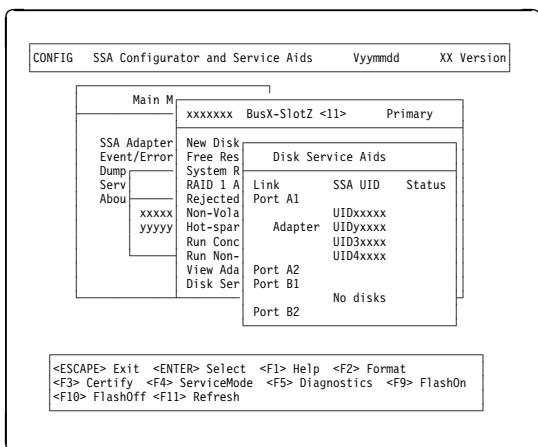 CONFIG SSA Configurator and Service Aids Vyymmdd XX Version
Main M
xxxxxxx BusX-SlotZ <11> Primary
SSA Adapter
Event/Error
Dump
Serv
Abou
xxxxx
yyyyy
New Disk
Free Res
System R
RAID 1 A
Rejected
Non-Vola
Hot-spar
Run Conc
Run Non-
View Ada
Disk Ser
Disk Service Aids
Link SSA UID Status
Port A1
UIDxxxxx
Adapter UIDyxxxx
UID3xxxx
UID4xxxx
Port A2
Port B1
No disks
Port B2
<ESCAPE> Exit <ENTER> Select <F1> Help <F2> Format
<F3> Certify <F4> ServiceMode <F5> Diagnostics <F9> FlashOn
<F10> FlashOff <F11> Refresh